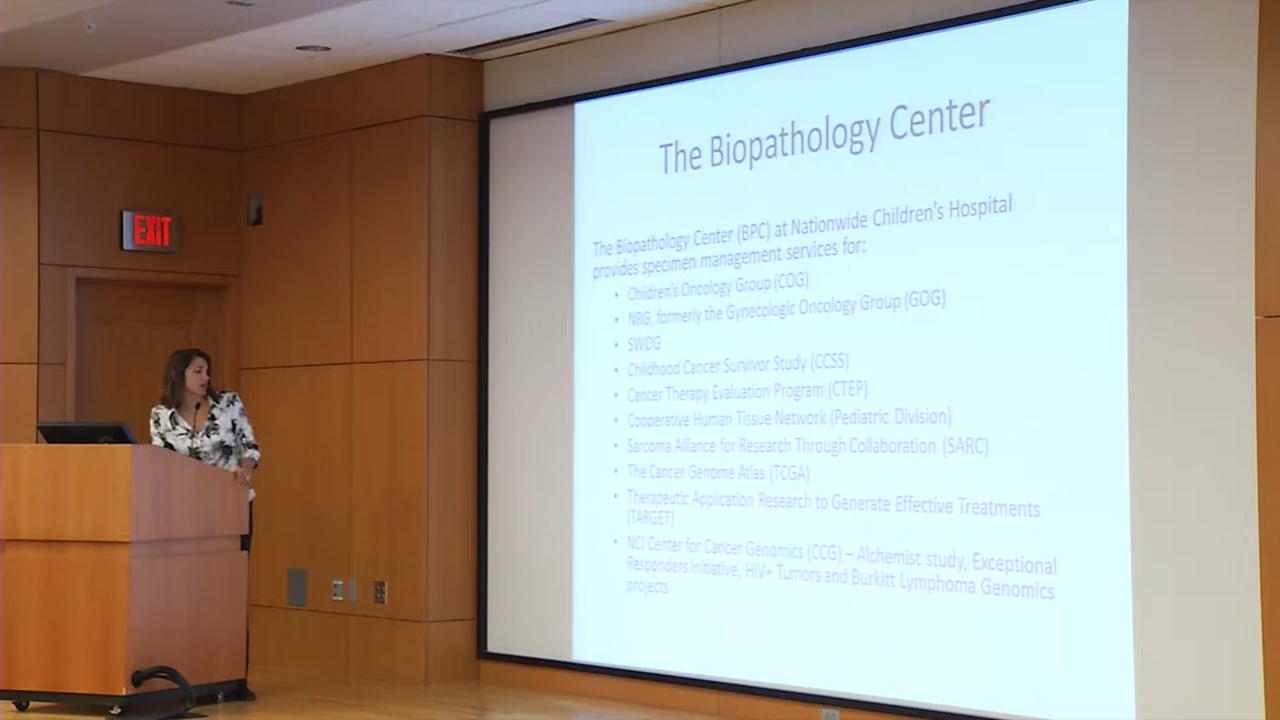 EXIT
The Biopathology Center
The Biopathology Center (BPC) at Nationwide Children's Hospital
provides specimen management services for:
• Children's Oncology Group (COG)
• NRG, formerly the Gynecologic Oncology Group (GOG)
• SWOG
• Childhood Cancer Survivor Study (CCSS)
• Cancer Therapy Evaluation Program (CTEP)
• Cooperative Human Tissue Network (Pediatric Division)
• Sarcoma Alliance for Research Through Collaboration (SARC)
• The Cancer Genome Atlas (TCGA)
• Therapeutic Application Research to Generate Effective Treatments
(TARGET)
• NCI Center for Cancer Genomics (CCG) – Alchemist study, Exceptional
Responders Initiative, HIV+ Tumors and Burkitt Lymphoma Genomics
projects